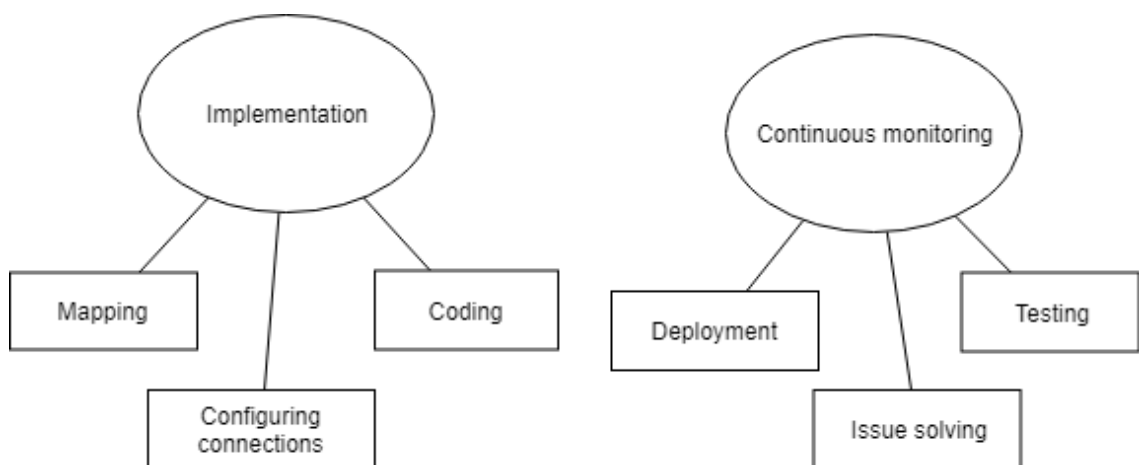 Implementation
Mapping
Coding
Configuring
connections
Continuous monitoring
Deployment
Testing
Issue solving